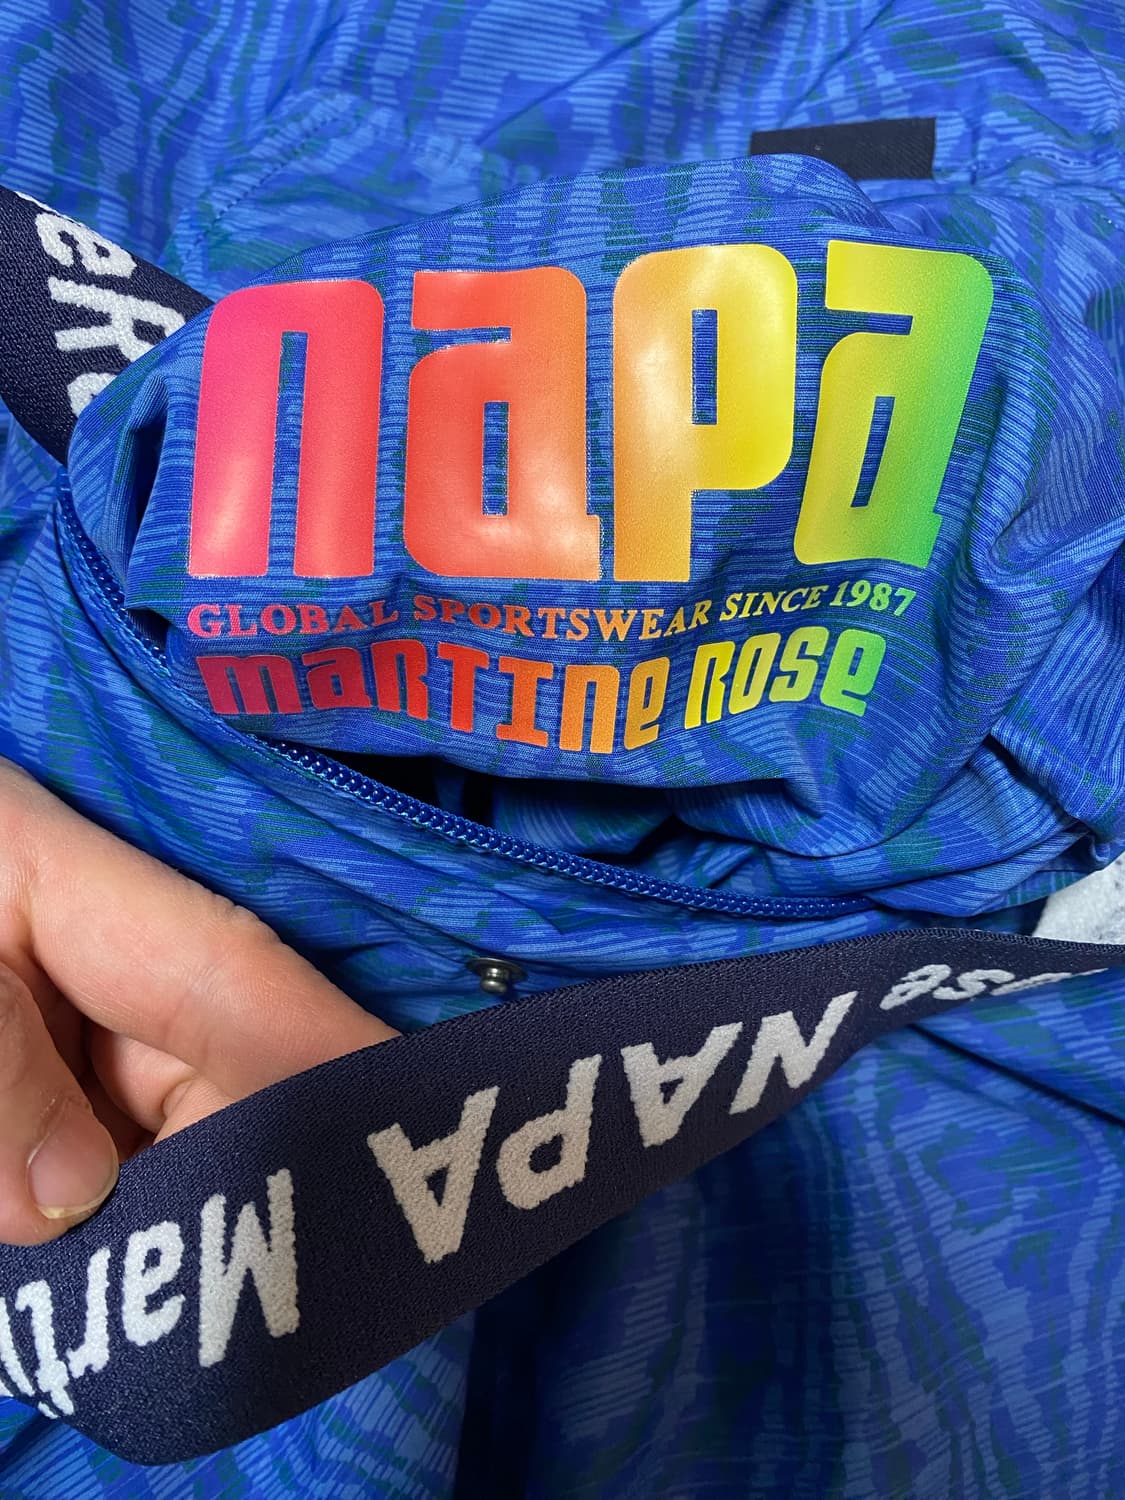 napa
GLOBAL SPORTSWEAR SINCE 1987
MARTINE ROSE
NAPA Marti